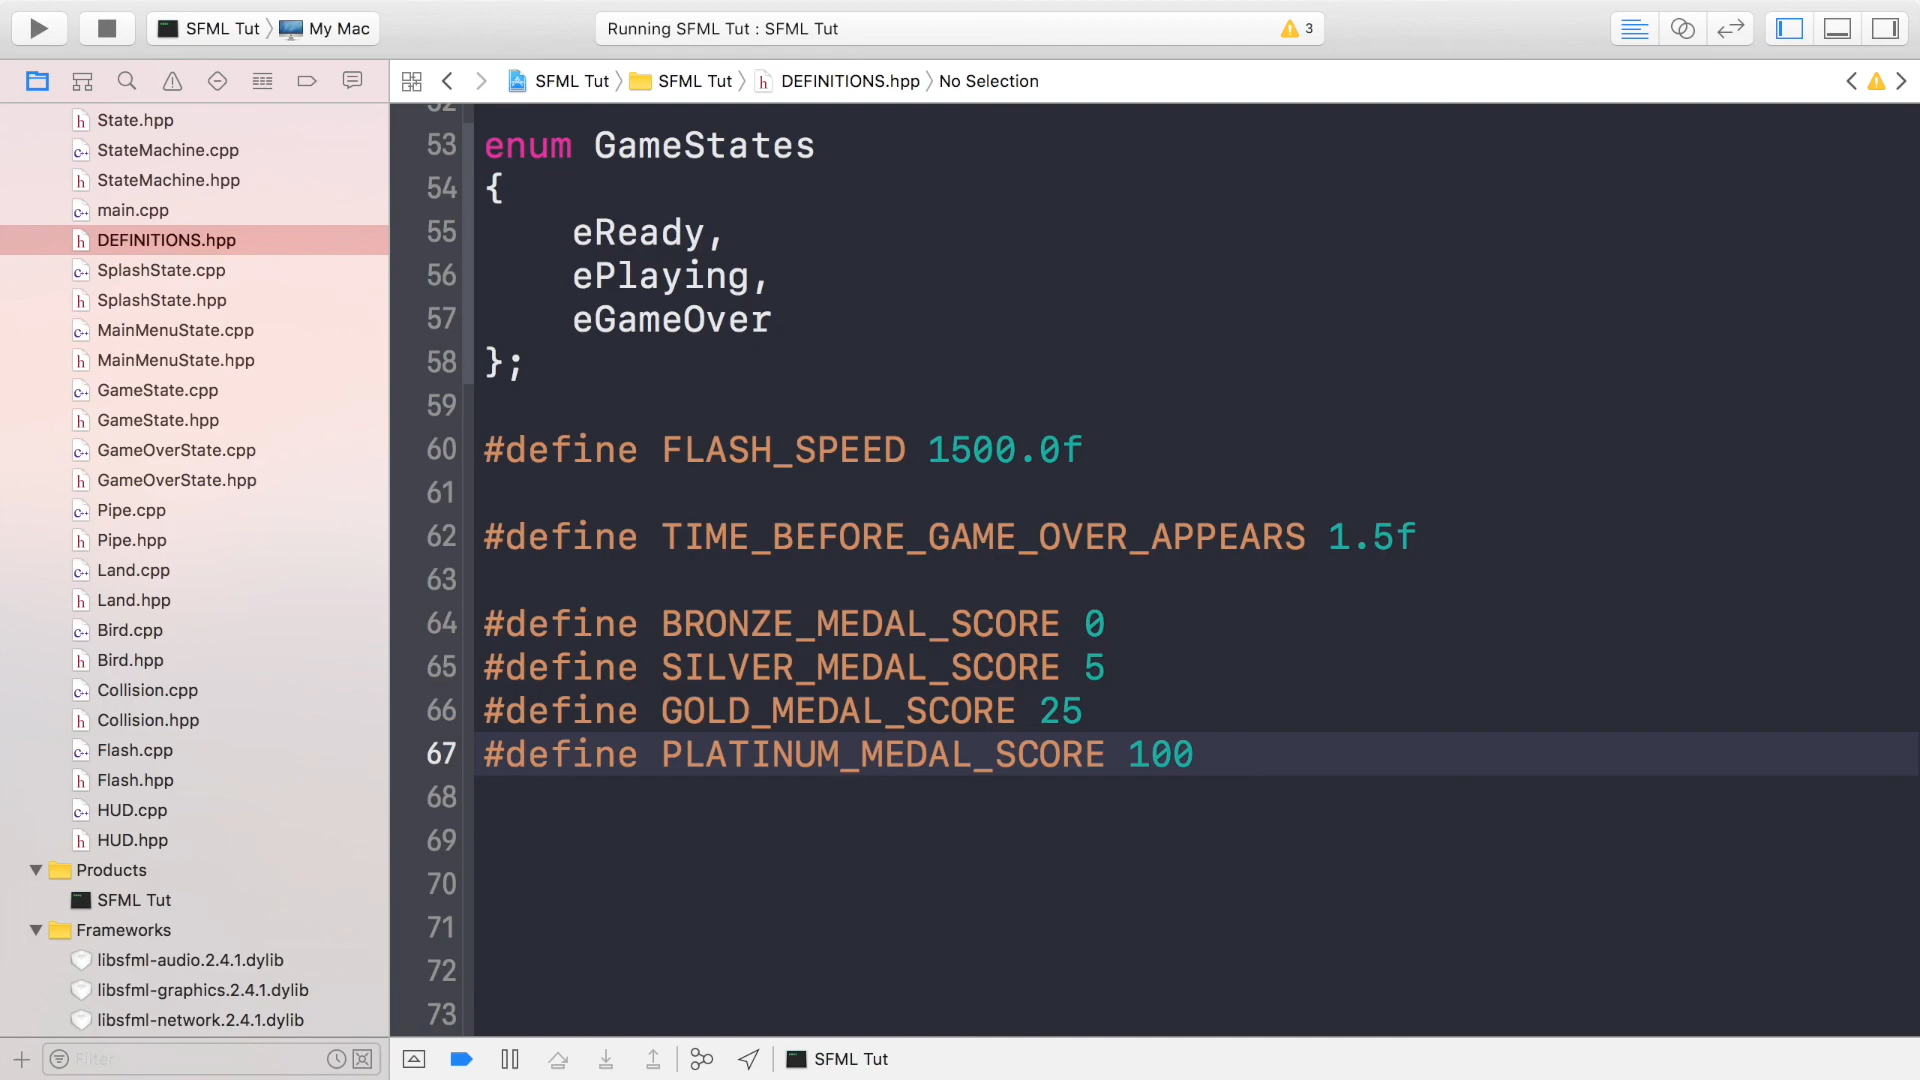 SFML Tut My Mac
Running SFML Tut : SFML Tut 3
SFML Tut SFML Tut h DEFINITIONS.hpp No Selection
h State.hpp
c++ StateMachine.cpp
h StateMachine.hpp
c++ main.cpp
h DEFINITIONS.hpp
c++ SplashState.cpp
h SplashState.hpp
c++ MainMenuState.cpp
h MainMenuState.hpp
c++ GameState.cpp
h GameState.hpp
c++ GameOverState.cpp
h GameOverState.hpp
c++ Pipe.cpp
h Pipe.hpp
c++ Land.cpp
h Land.hpp
c++ Bird.cpp
h Bird.hpp
c++ Collision.cpp
h Collision.hpp
c++ Flash.cpp
h Flash.hpp
c++ HUD.cpp
h HUD.hpp
Products
SFML Tut
Frameworks
libsfml-audio.2.4.1.dylib
libsfml-graphics.2.4.1.dylib
libsfml-network.2.4.1.dylib
Filter
52
53 enum GameStates
54 {
55 eReady,
56 ePlaying,
57 eGameOver
58 };
59
60 #define FLASH_SPEED 1500.0f
61
62 #define TIME_BEFORE_GAME_OVER_APPEARS 1.5f
63
64 #define BRONZE_MEDAL_SCORE 0
65 #define SILVER_MEDAL_SCORE 5
66 #define GOLD_MEDAL_SCORE 25
67 #define PLATINUM_MEDAL_SCORE 100
68
69
70
71
72
73
SFML Tut